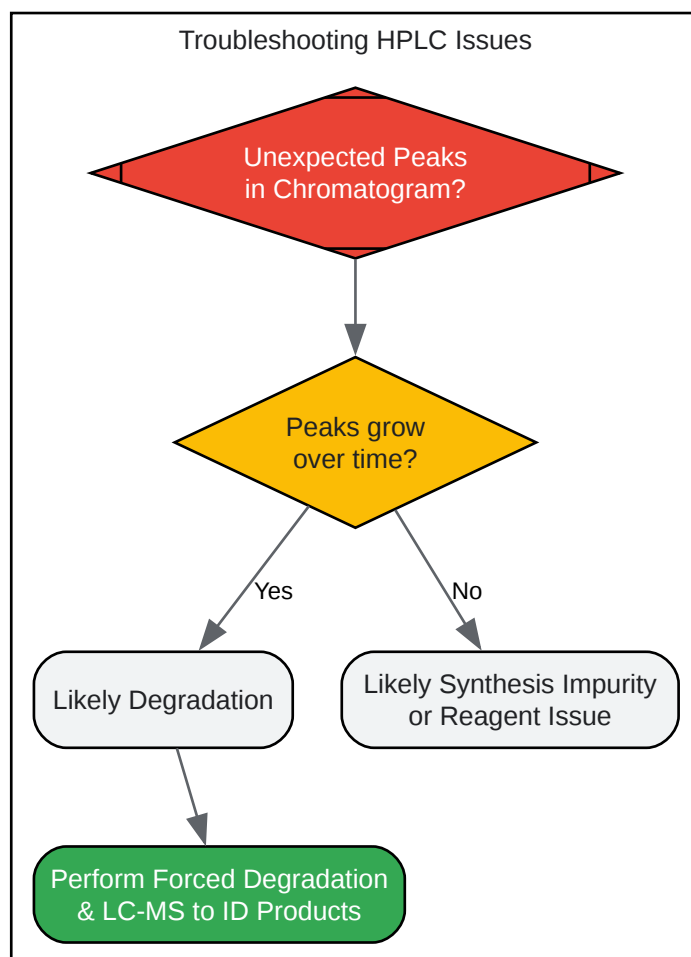 Troubleshooting HPLC Issues
Unexpected Peaks
in Chromatogram?
Peaks grow
over time?
Yes
No
Likely Degradation
Likely Synthesis Impurity
or Reagent Issue
Perform Forced Degradation
& LC-MS to ID Products